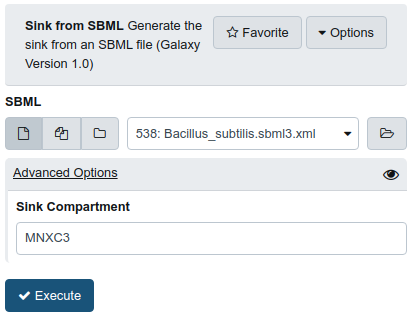 Sink from SBML Generate the
sink from an SBML file (Galaxy
Version 1.0)
Favorite
Options
SBML
538: Bacillus_subtilis.sbml3.xml
Advanced Options
Sink Compartment
MNXC3
Execute